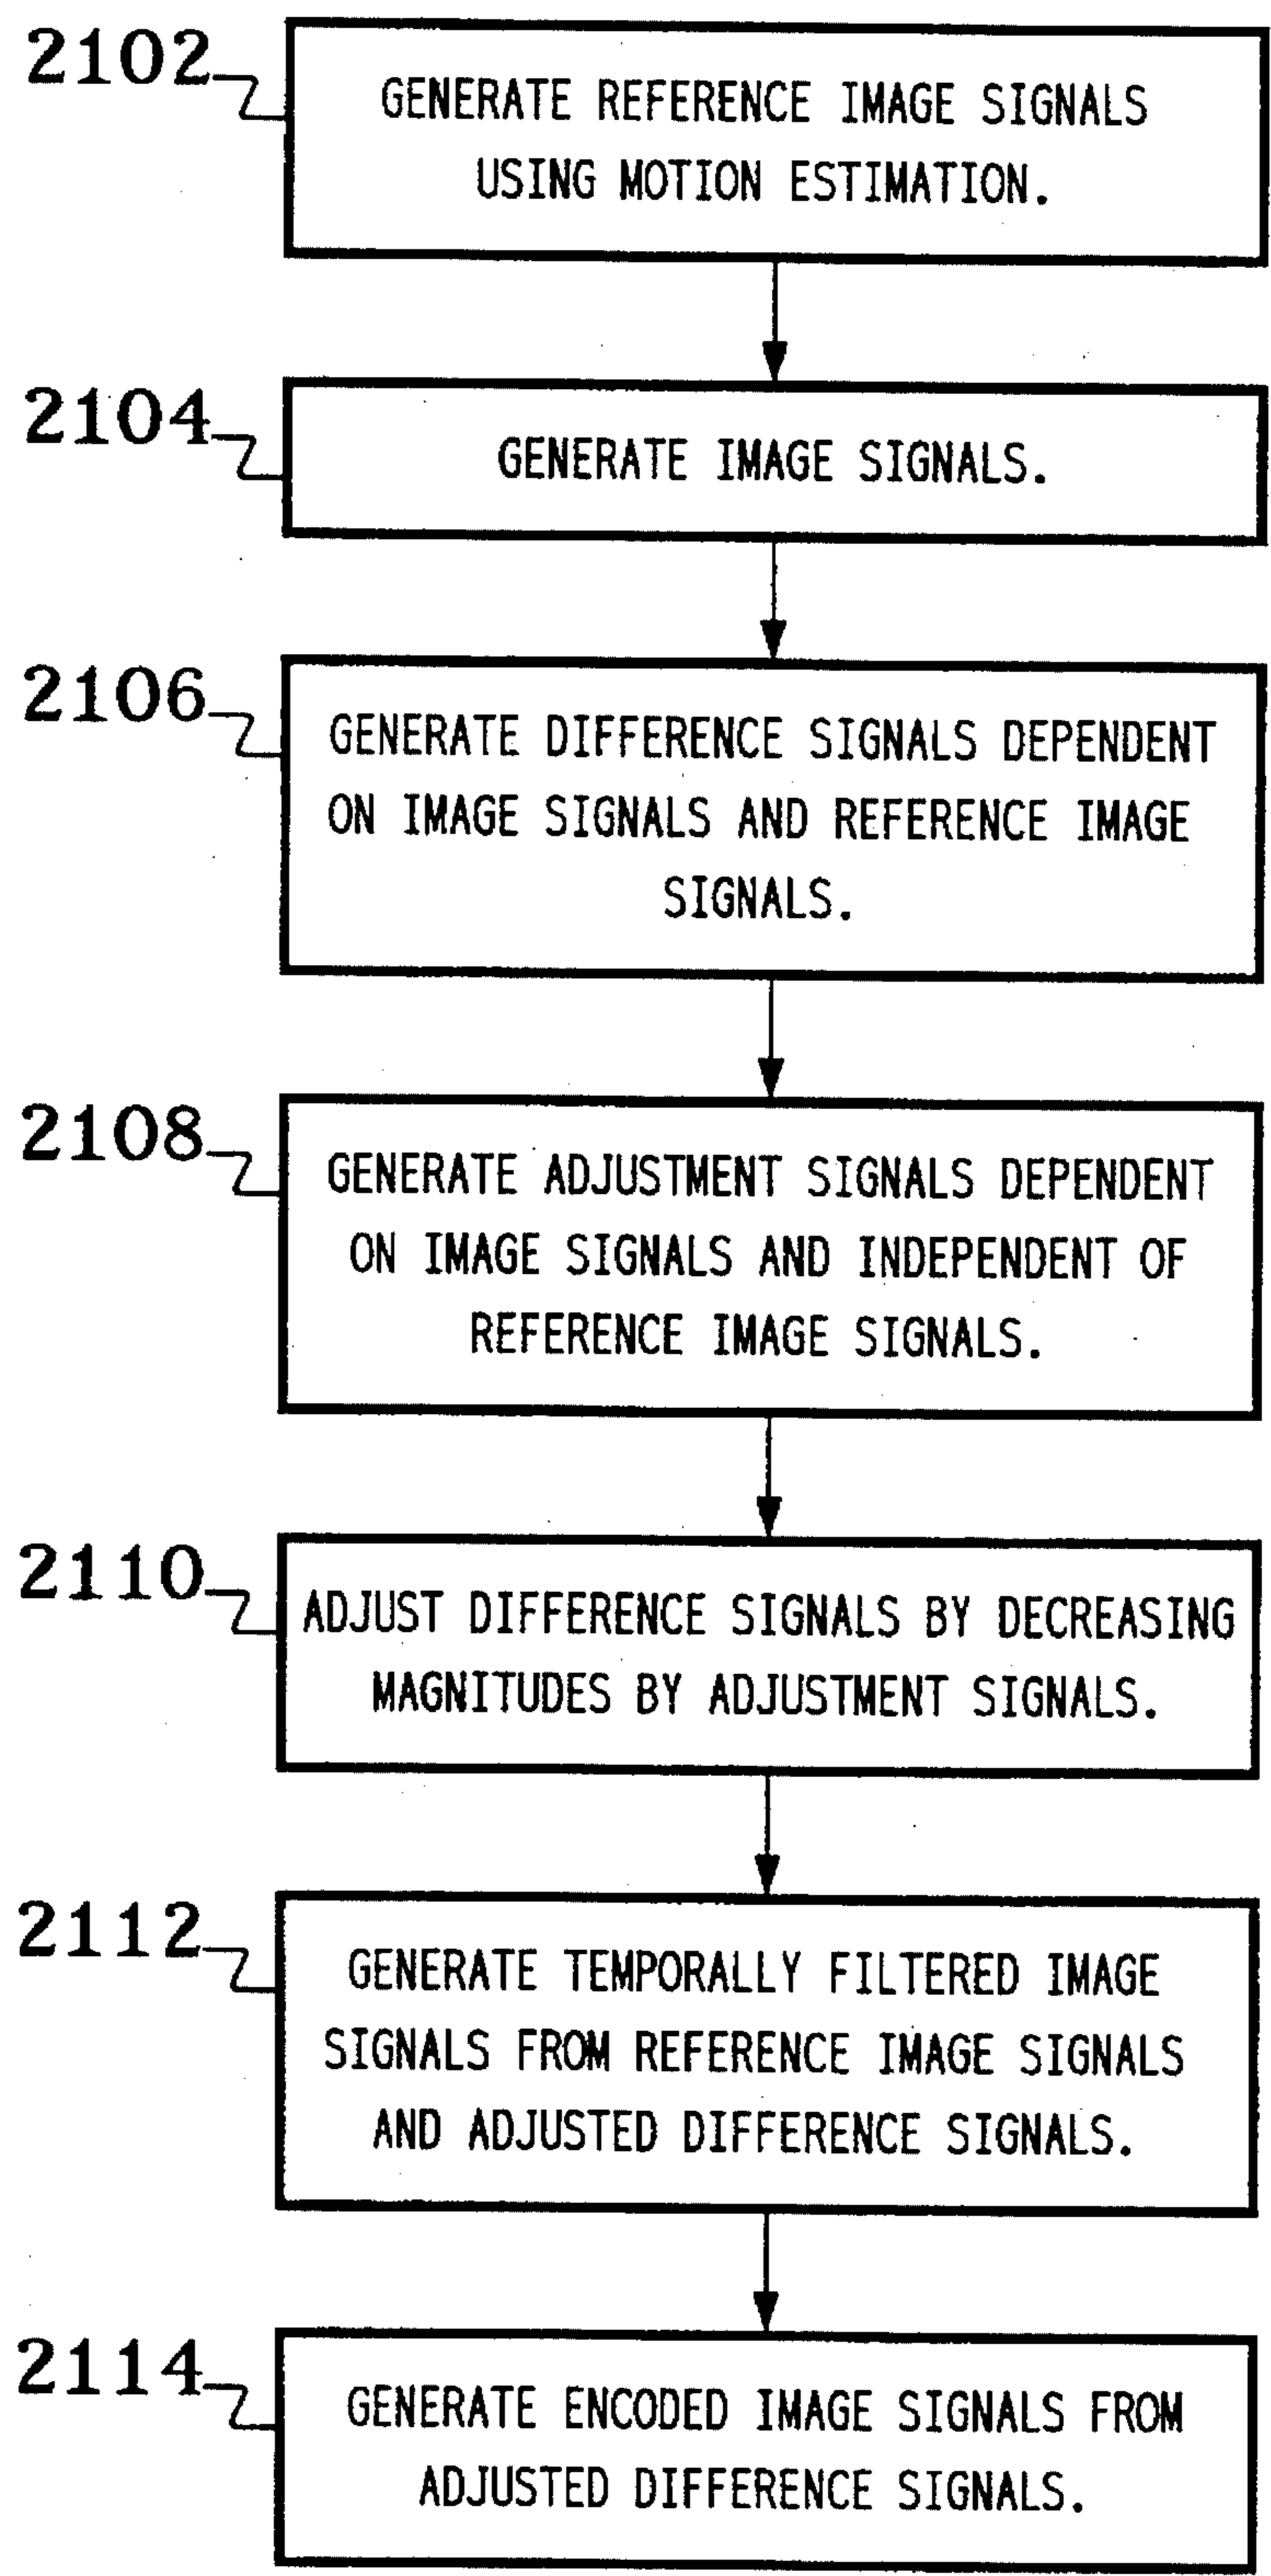 2102
GENERATE REFERENCE IMAGE SIGNALS
USING MOTION ESTIMATION.
2104
GENERATE IMAGE SIGNALS.
2106
GENERATE DIFFERENCE SIGNALS DEPENDENT
ON IMAGE SIGNALS AND REFERENCE IMAGE
SIGNALS.
2108
GENERATE ADJUSTMENT SIGNALS DEPENDENT
ON IMAGE SIGNALS AND INDEPENDENT OF
REFERENCE IMAGE SIGNALS.
2110
ADJUST DIFFERENCE SIGNALS BY DECREASING
MAGNITUDES BY ADJUSTMENT SIGNALS.
2112
GENERATE TEMPORALLY FILTERED IMAGE
SIGNALS FROM REFERENCE IMAGE SIGNALS
AND ADJUSTED DIFFERENCE SIGNALS.
2114
GENERATE ENCODED IMAGE SIGNALS FROM
ADJUSTED DIFFERENCE SIGNALS.